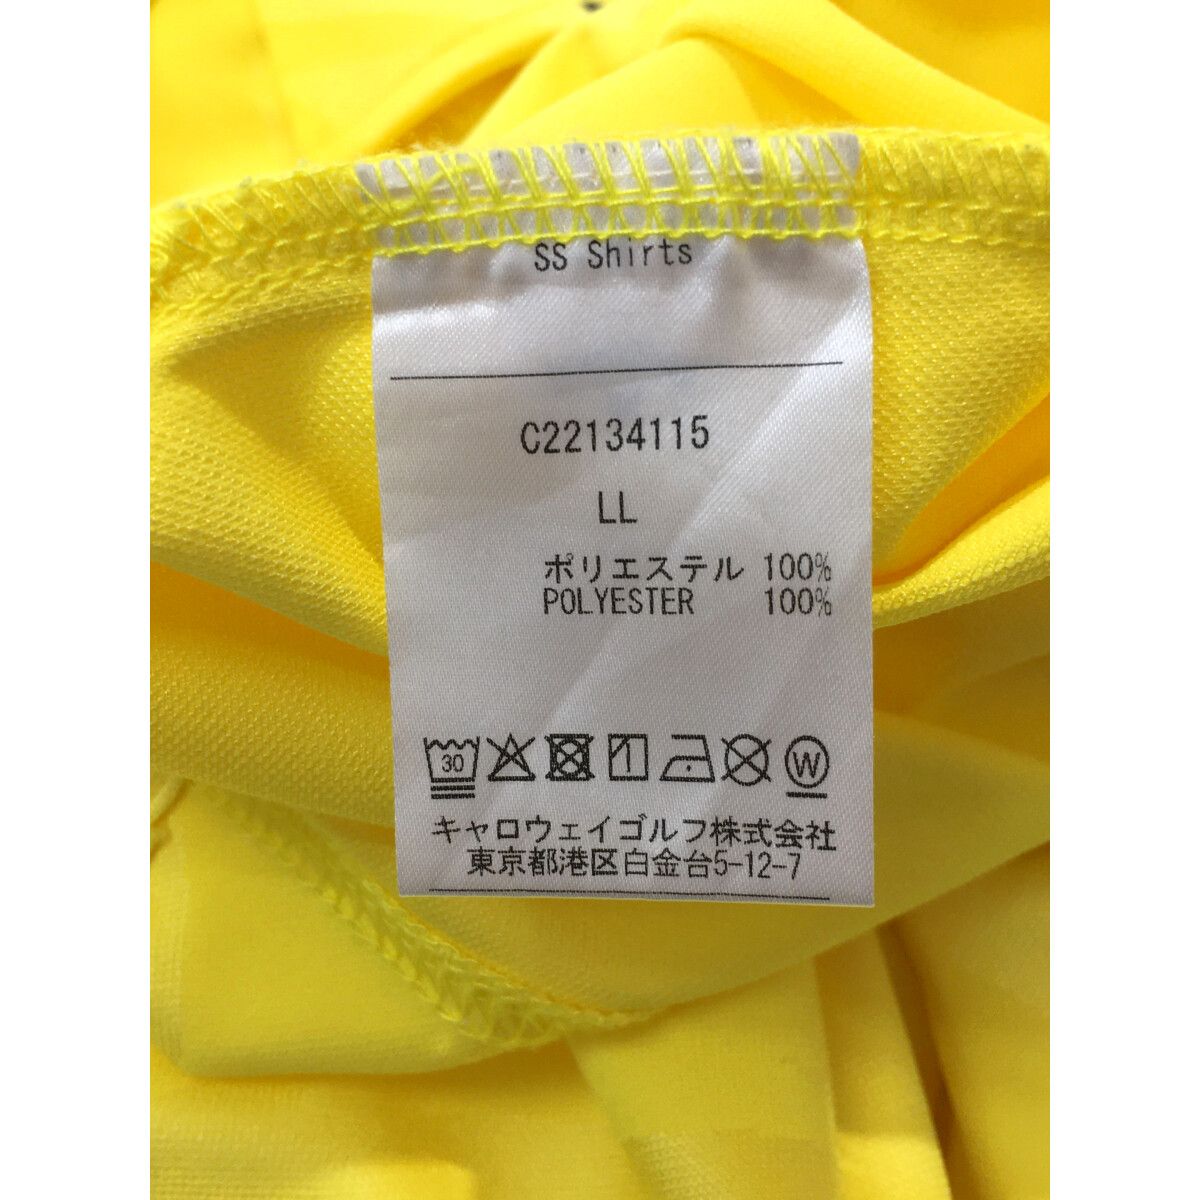 SS Shirts
C22134115
LL
ポリエステル 100%
POLYESTER 100%
30 W
キャロウェイゴルフ株式会社
東京都港区白金台5-12-7